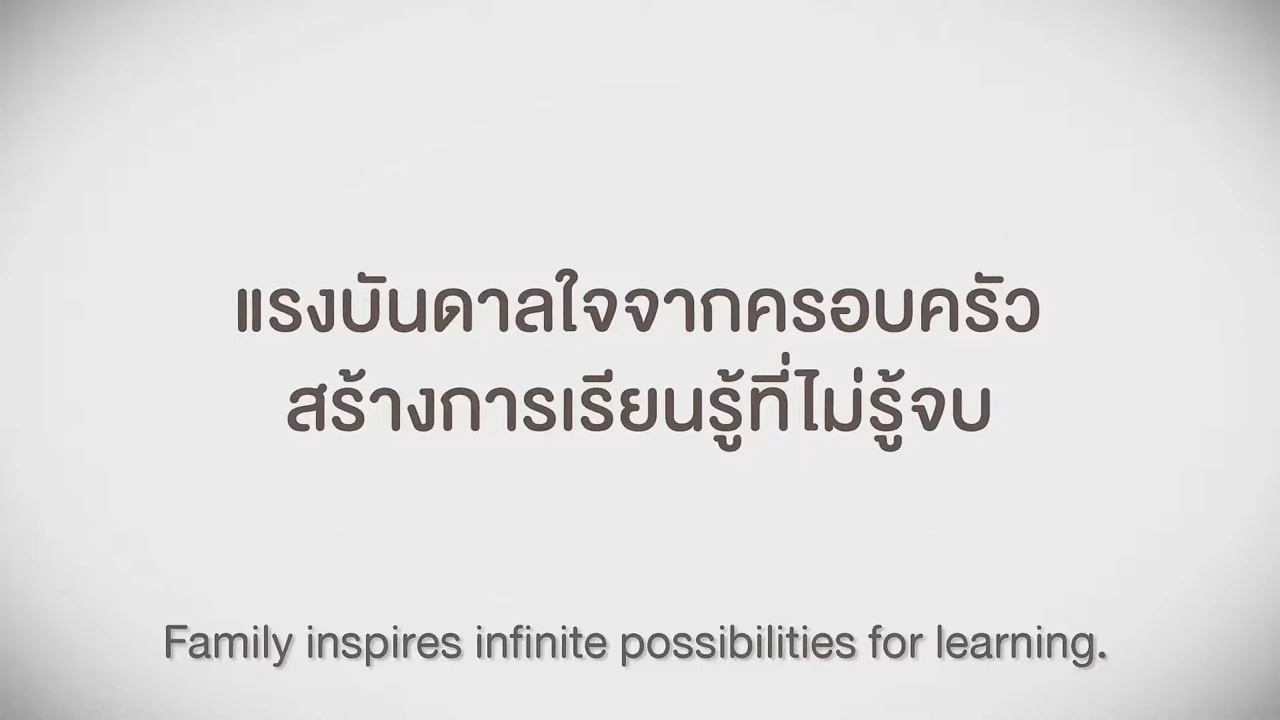 แรงบันดาลใจจากครอบครัว
สร้างการเรียนรู้ที่ไม่รู้จบ
Family inspires infinite possibilities for learning.